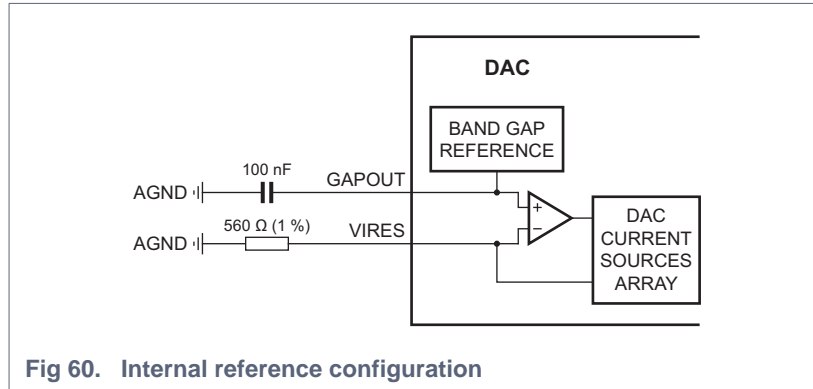 DAC
BAND GAP
REFERENCE
100 nF
GAPOUT
AGND
560 Ω (1 %)
VIRES
AGND
+
−
DAC
CURRENT
SOURCES
ARRAY
Fig 60. Internal reference configuration